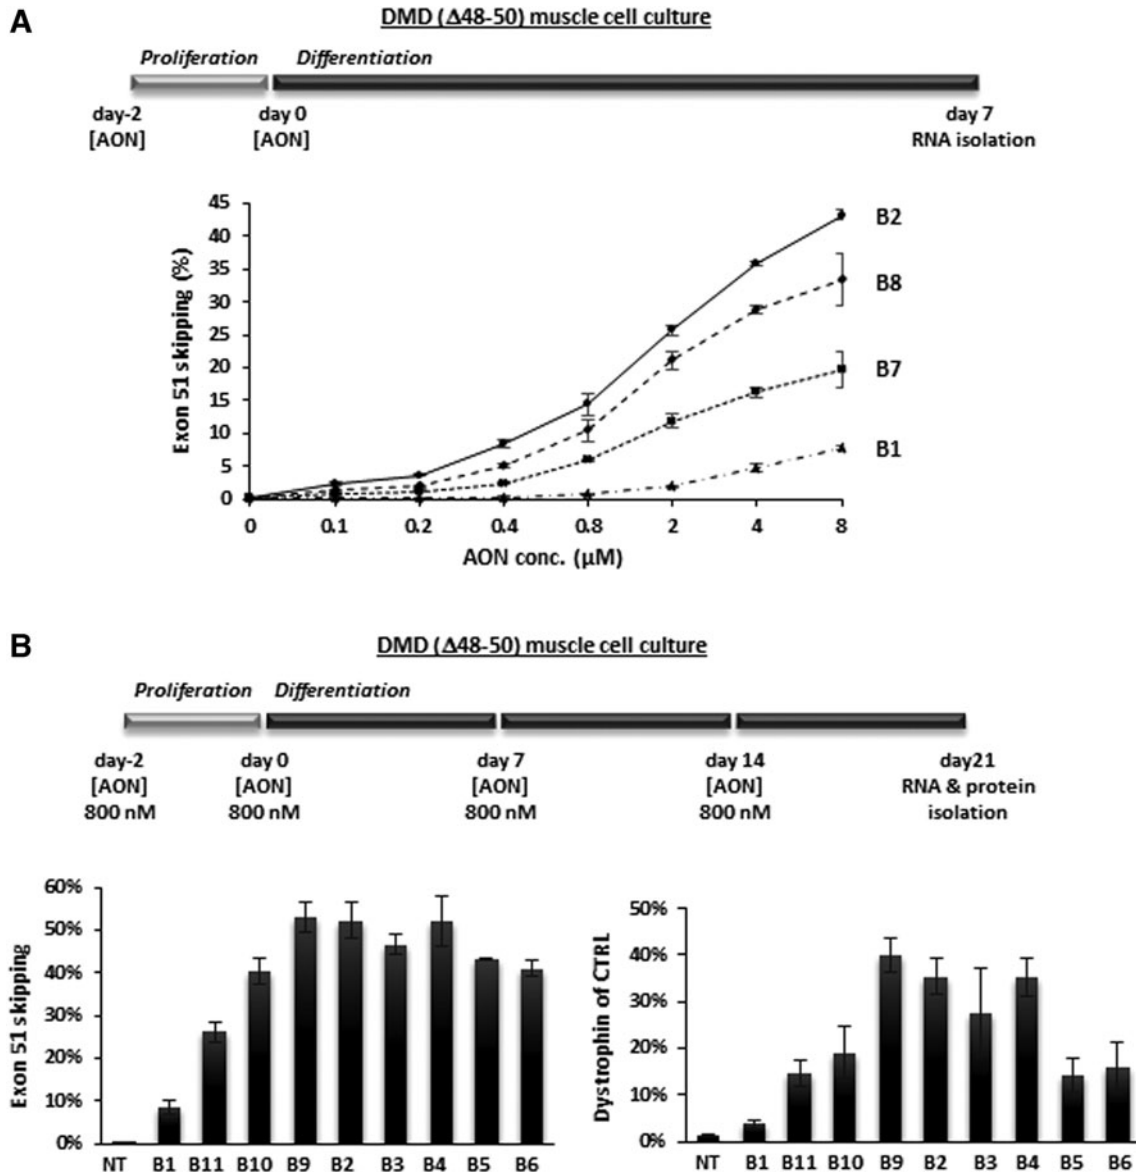 A
DMD (Δ48-50) muscle cell culture
Proliferation Differentiation
day-2 day 0 day 7
[AON] [AON] RNA isolation
45
40
35
30
25
20
15
10
5
0
Exon 51 skipping (%)
B2
B8
B7
B1
0 0.1 0.2 0.4 0.8 2 4 8
AON conc. (µM)
B
DMD (Δ48-50) muscle cell culture
Proliferation Differentiation
day-2 day 0 day 7 day 14 day21
[AON] [AON] [AON] [AON] RNA & protein
800 nM 800 nM 800 nM 800 nM isolation
60%
50%
40%
30%
20%
10%
0%
Exon 51 skipping
NT B1 B11 B10 B9 B2 B3 B4 B5 B6
50%
40%
30%
20%
10%
0%
Dystrophin of CTRL
NT B1 B11 B10 B9 B2 B3 B4 B5 B6